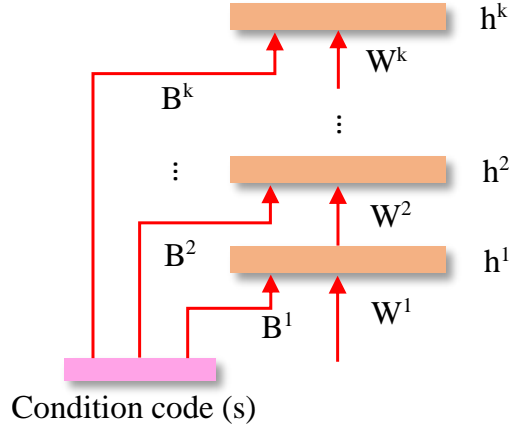 h^k
W^k
B^k
...
...
h^2
W^2
B^2
h^1
W^1
B^1
Condition code (s)